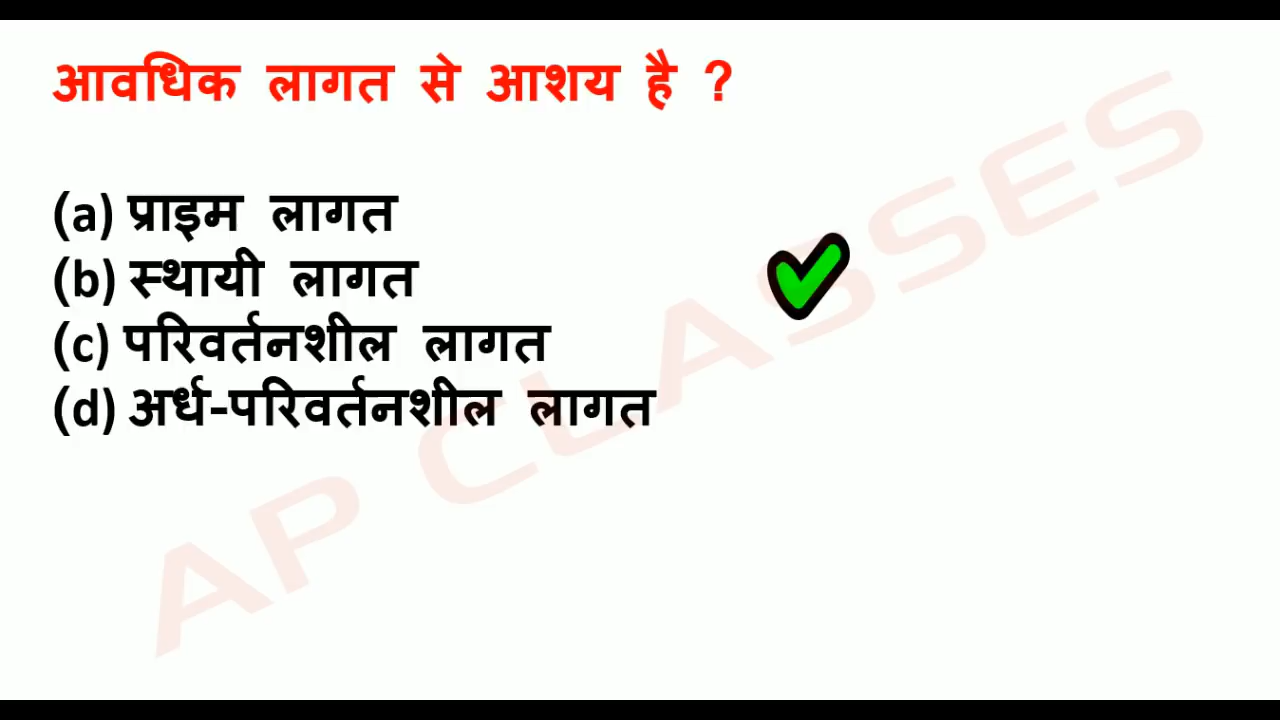 आवधिक लागत से आशय है ?
(a) प्राइम लागत
(b) स्थायी लागत
(c) परिवर्तनशील लागत
(d) अर्ध-परिवर्तनशील लागत
AP CLASSES